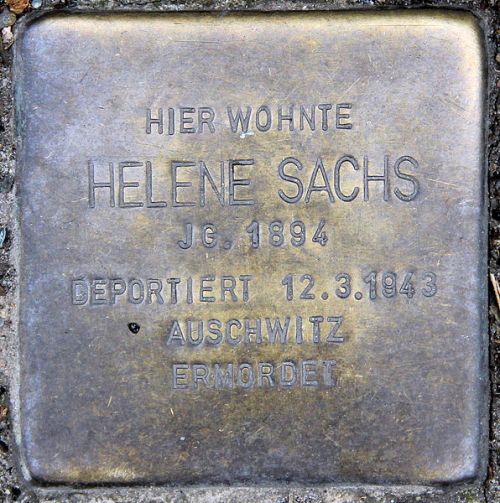 HIER WOHNTE
HELENE SACHS
JG. 1894
DEPORTIERT 12.3.1943
AUSCHWITZ
ERMORDET